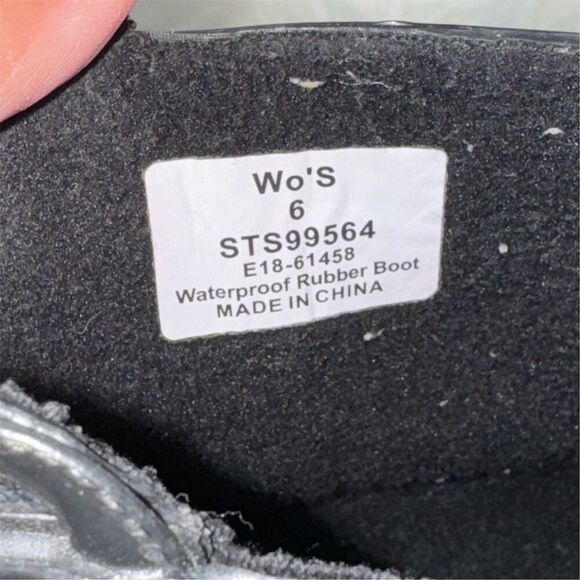 Wo'S
6
STS99564
E18-61458
Waterproof Rubber Boot
MADE IN CHINA